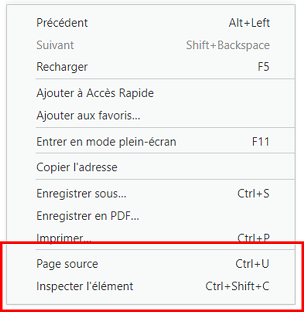 Précédent Alt+Left
Suivant Shift+Backspace
Recharger F5
Ajouter à Accès Rapide
Ajouter aux favoris...
Entrer en mode plein-écran F11
Copier l'adresse
Enregistrer sous... Ctrl+S
Enregistrer en PDF...
Imprimer... Ctrl+P
Page source Ctrl+U
Inspecter l'élément Ctrl+Shift+C